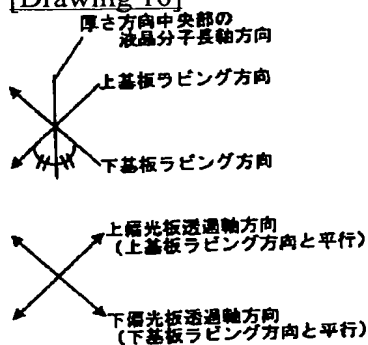 [Drawing 10]
厚さ方向中央部の
液晶分子長軸方向
上基板ラビング方向
下基板ラビング方向
上偏光板透過軸方向
(上基板ラビング方向と平行)
下偏光板透過軸方向
(下基板ラビング方向と平行)